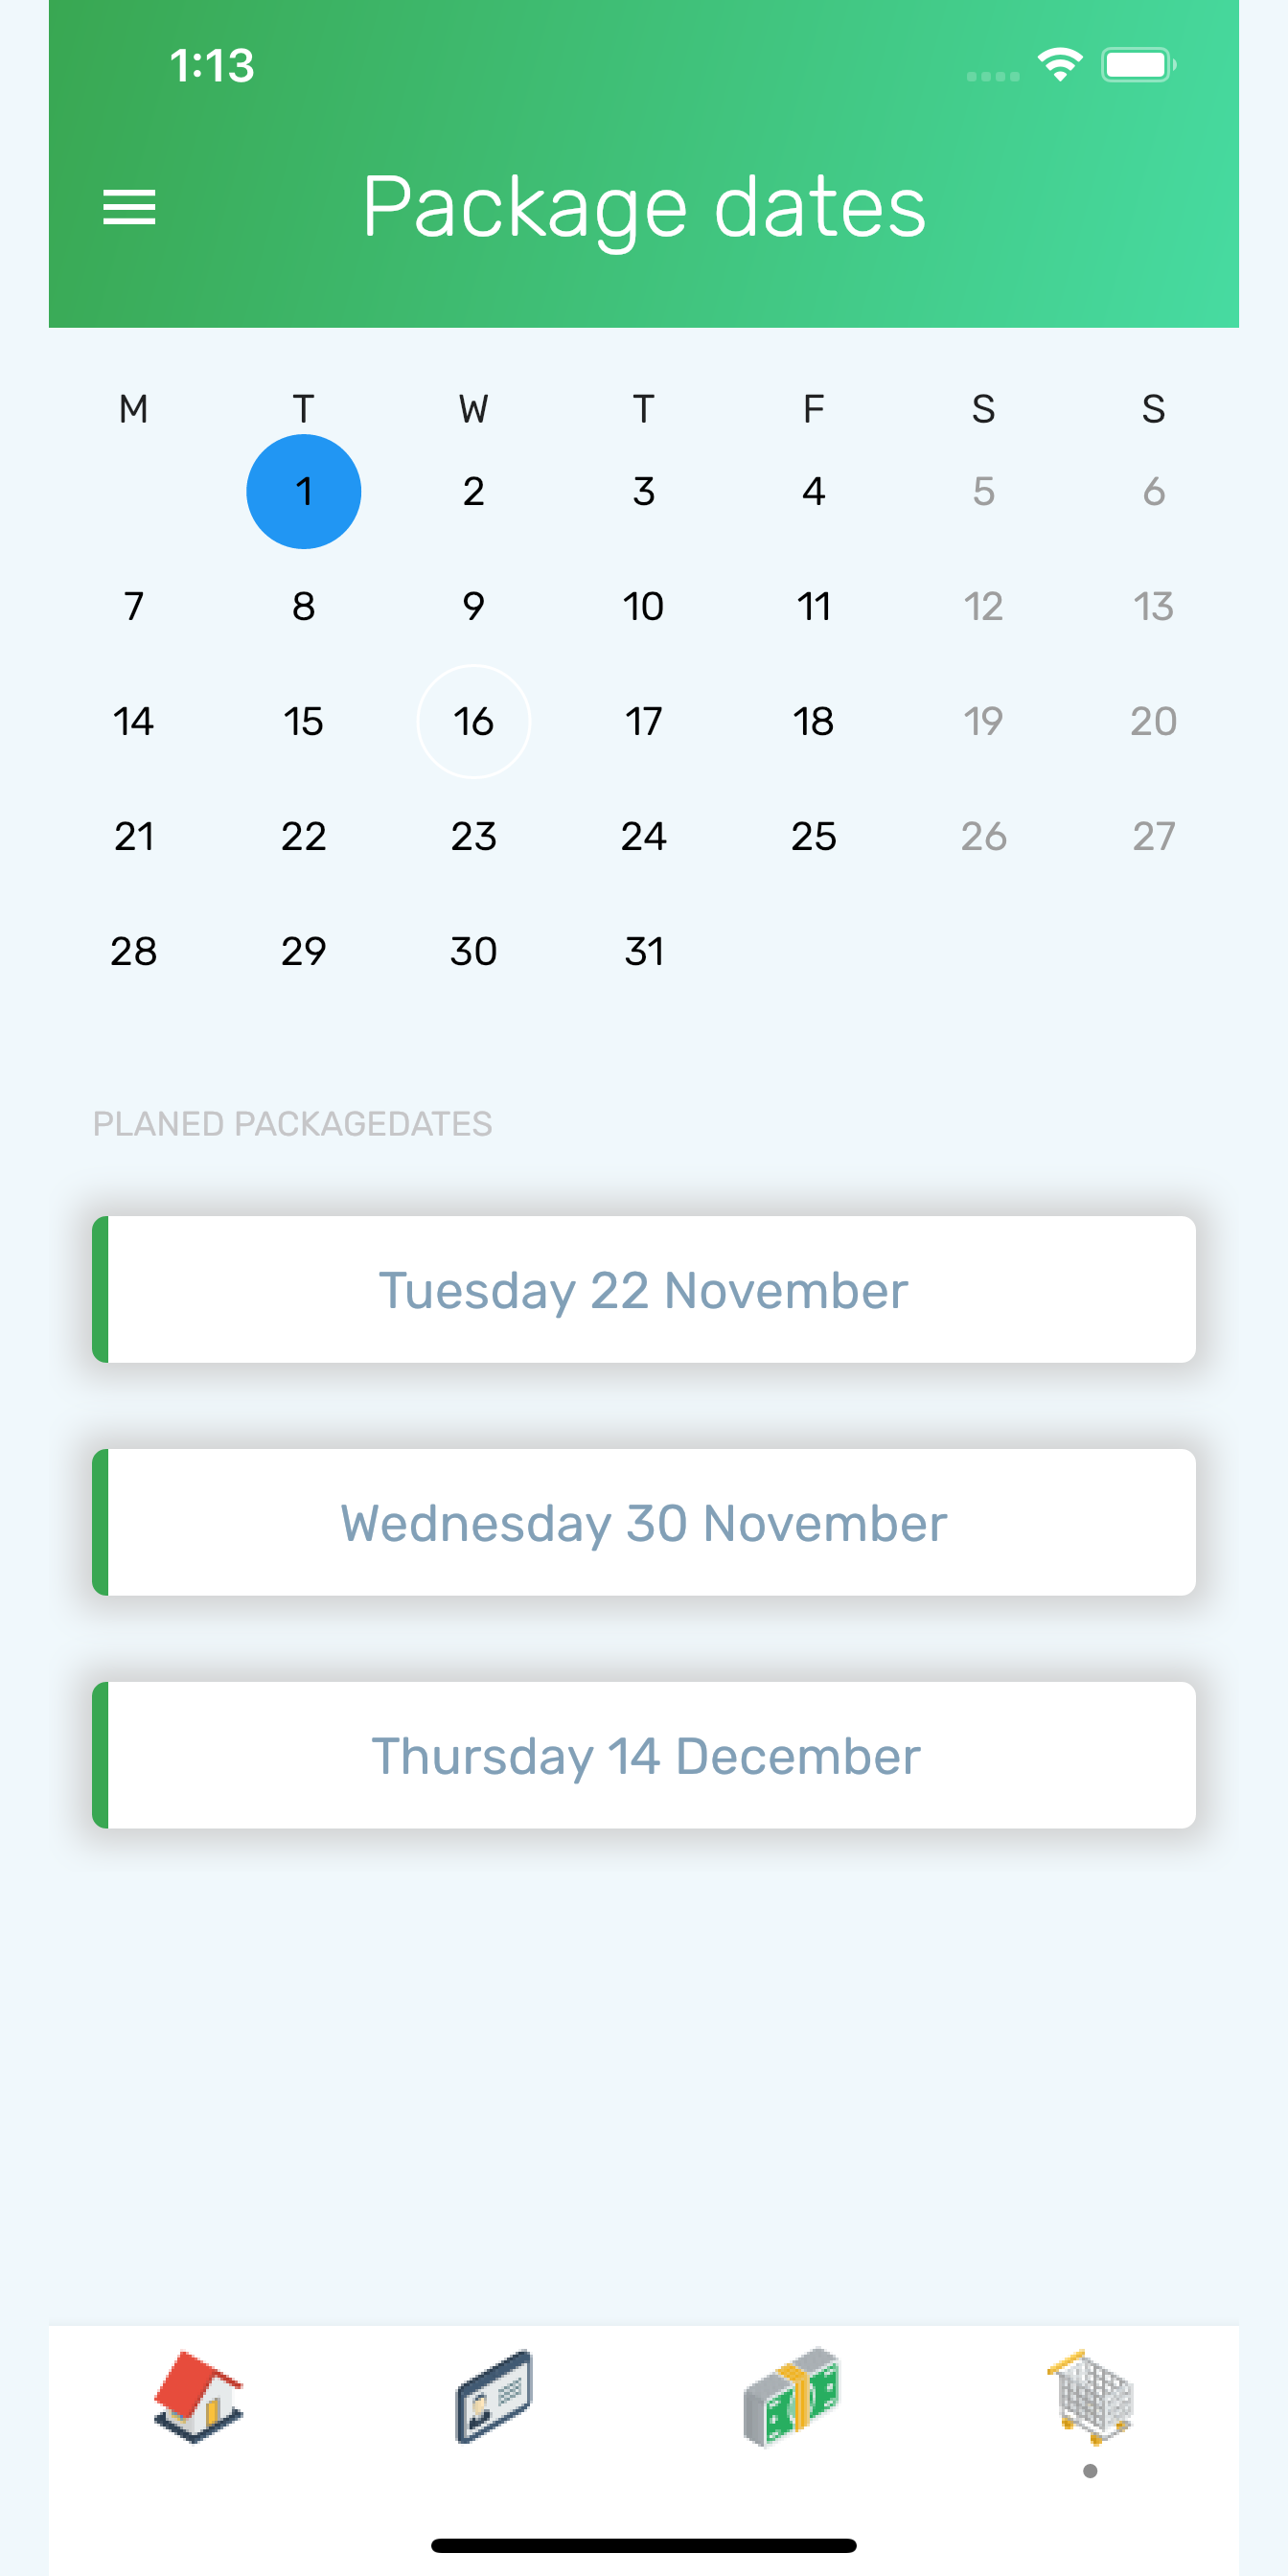 1:13
Package dates
M T W T F S S
1 2 3 4 5 6
7 8 9 10 11 12 13
14 15 16 17 18 19 20
21 22 23 24 25 26 27
28 29 30 31
PLANED PACKAGEDATES
Tuesday 22 November
Wednesday 30 November
Thursday 14 December